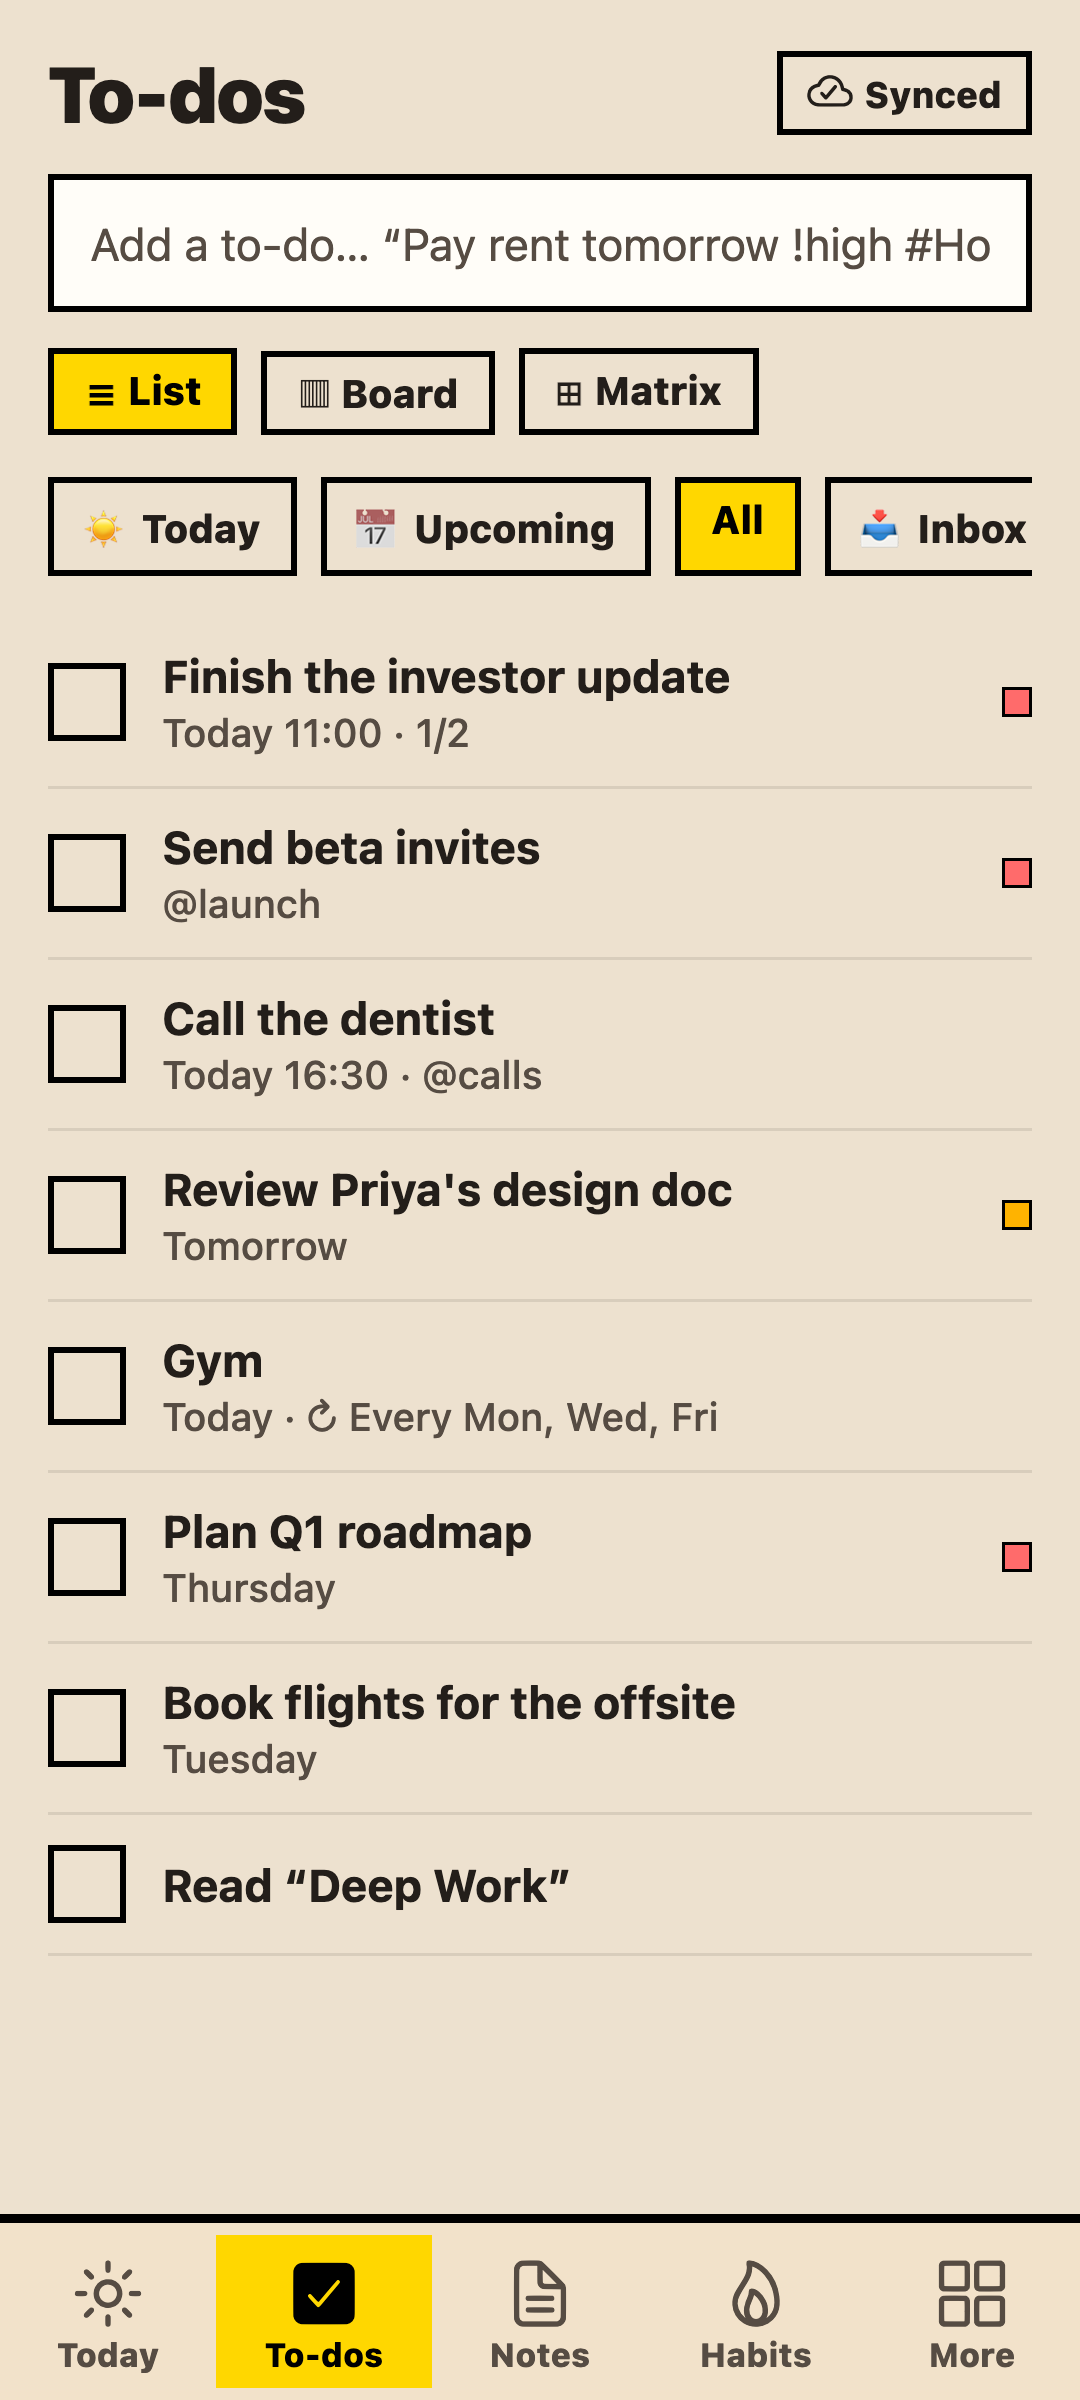 To-dos
Synced
Add a to-do... “Pay rent tomorrow !high #Ho
List
Board
Matrix
Today
JUL
17
Upcoming
All
Inbox
Finish the investor update
Today 11:00 · 1/2
Send beta invites
@launch
Call the dentist
Today 16:30 · @calls
Review Priya's design doc
Tomorrow
Gym
Today · ↻ Every Mon, Wed, Fri
Plan Q1 roadmap
Thursday
Book flights for the offsite
Tuesday
Read “Deep Work”
Today
To-dos
Notes
Habits
More